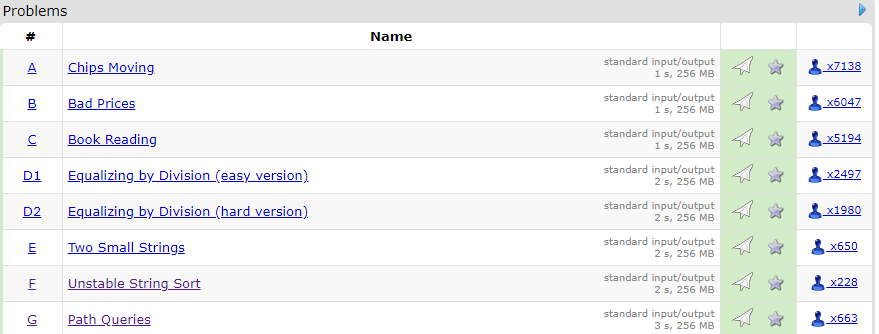 Problems
# Name
A Chips Moving standard input/output 1 s, 256 MB x7138
B Bad Prices standard input/output 1 s, 256 MB x6047
C Book Reading standard input/output 1 s, 256 MB x5194
D1 Equalizing by Division (easy version) standard input/output 2 s, 256 MB x2497
D2 Equalizing by Division (hard version) standard input/output 2 s, 256 MB x1980
E Two Small Strings standard input/output 2 s, 256 MB x650
F Unstable String Sort standard input/output 2 s, 256 MB x228
G Path Queries standard input/output 3 s, 256 MB x663